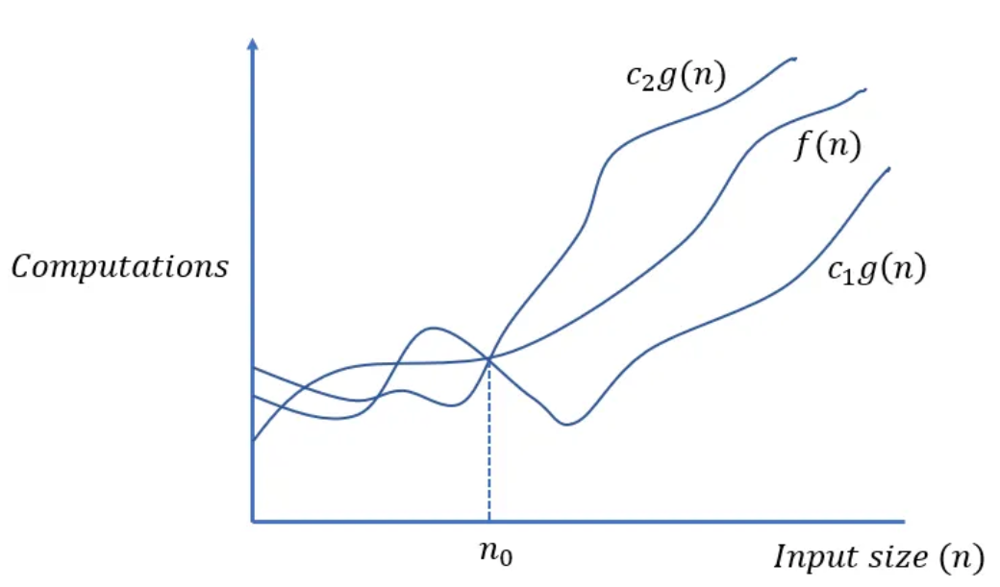 c₂g(n)
f(n)
Computations
c₁g(n)
n₀
Input size (n)